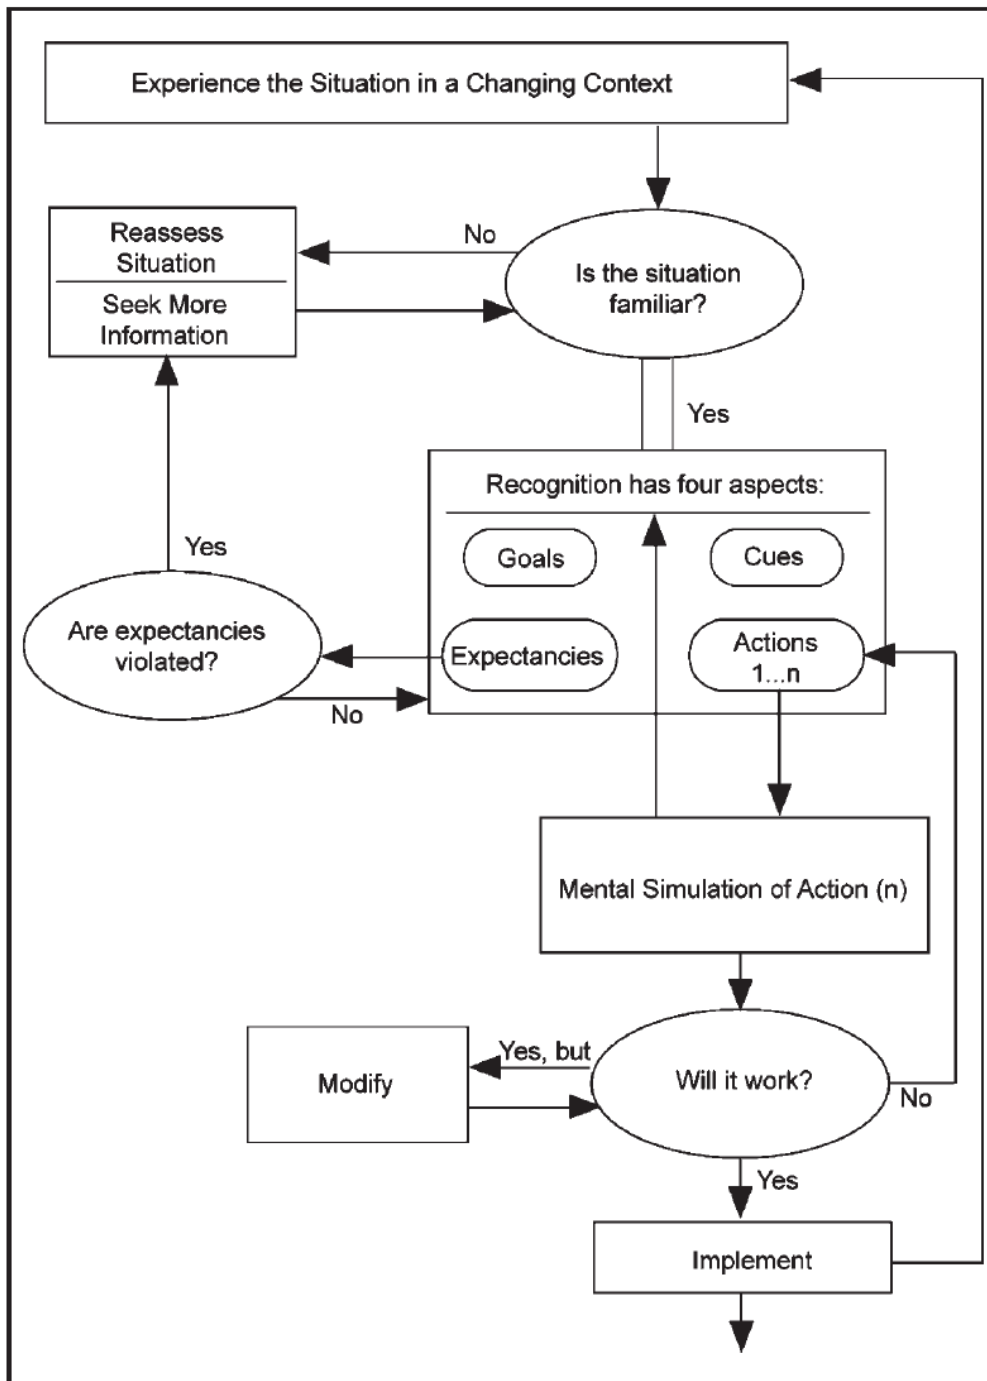 Experience the Situation in a Changing Context
No
Reassess
Situation
Seek More
Information
Is the situation
familiar?
Yes
Recognition has four aspects:
Goals
Cues
Yes
Are expectancies
violated?
Expectancies
Actions
1...n
No
Mental Simulation of Action (n)
Yes, but
Modify
Will it work?
No
Yes
Implement